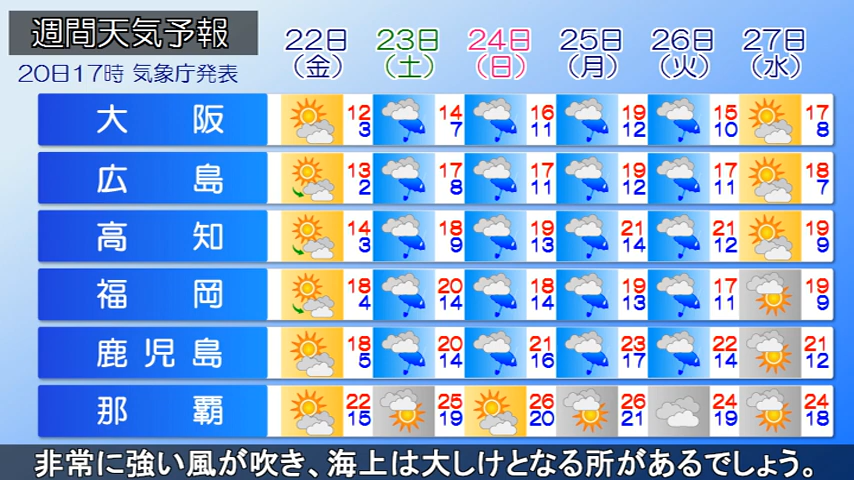 週間天気予報
20日17時 気象庁発表
22日 23日 24日 25日 26日 27日
(金) (土) (日) (月) (火) (水)
大阪 12 3 14 7 16 11 19 12 15 10 17 8
広島 13 2 17 8 17 11 19 12 17 11 18 7
高知 14 3 18 9 19 13 21 14 21 12 19 9
福岡 18 4 20 14 18 14 19 13 17 11 19 9
鹿児島 18 5 20 14 21 16 23 17 22 14 21 12
那覇 22 15 25 19 26 20 26 21 24 19 24 18
非常に強い風が吹き、海上は大しけとなる所があるでしょう。